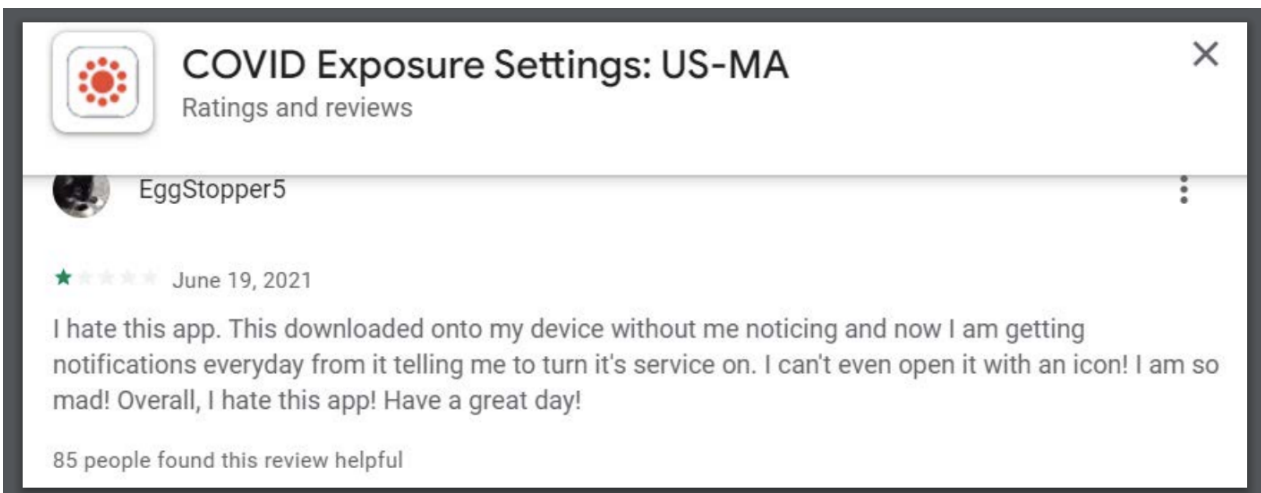 COVID Exposure Settings: US-MA
Ratings and reviews
EggStopper5
June 19, 2021
I hate this app. This downloaded onto my device without me noticing and now I am getting
notifications everyday from it telling me to turn it's service on. I can't even open it with an icon! I am so
mad! Overall, I hate this app! Have a great day!
85 people found this review helpful